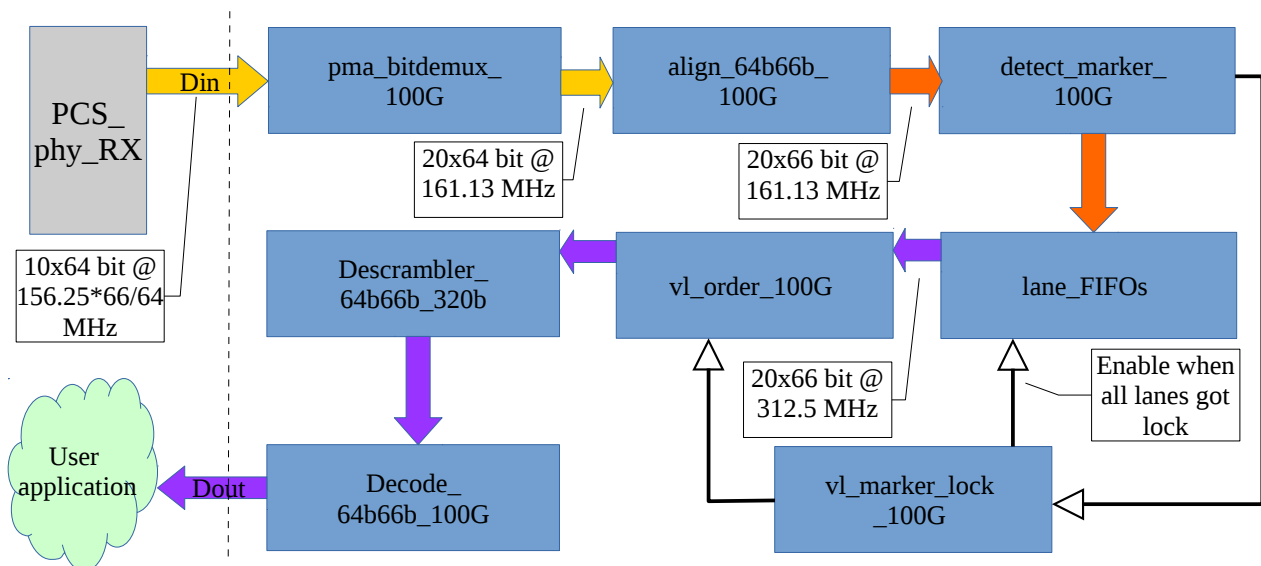 PCS_
phy_RX
Din
pma_bitdemux_
100G
align_64b66b_
100G
detect_marker_
100G
20x64 bit @
161.13 MHz
20x66 bit @
161.13 MHz
10x64 bit @
156.25*66/64
MHz
Descrambler_
64b66b_320b
vl_order_100G
lane_FIFOs
20x66 bit @
312.5 MHz
Enable when
all lanes got
lock
User
application
Dout
Decode_
64b66b_100G
vl_marker_lock
_100G